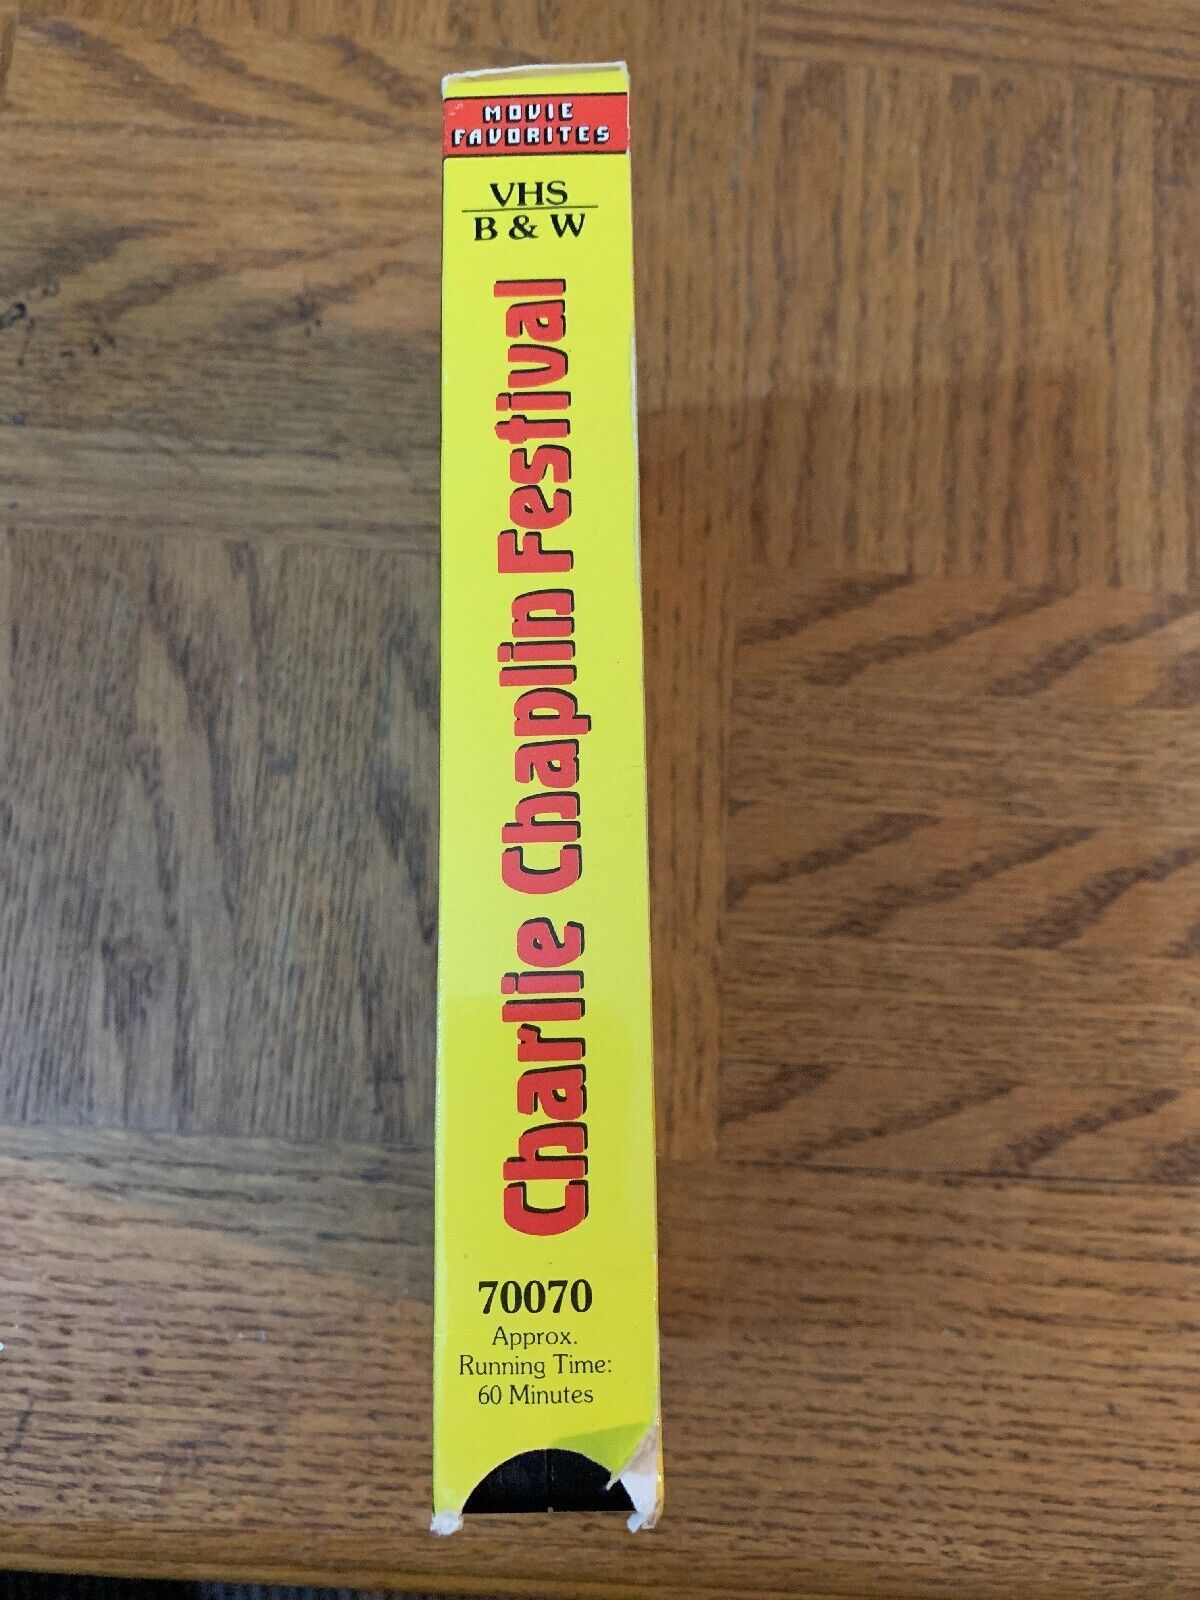 MOVIE
FAVORITES
VHS
B & W
Charlie Chaplin Festival
70070
Approx.
Running Time:
60 Minutes